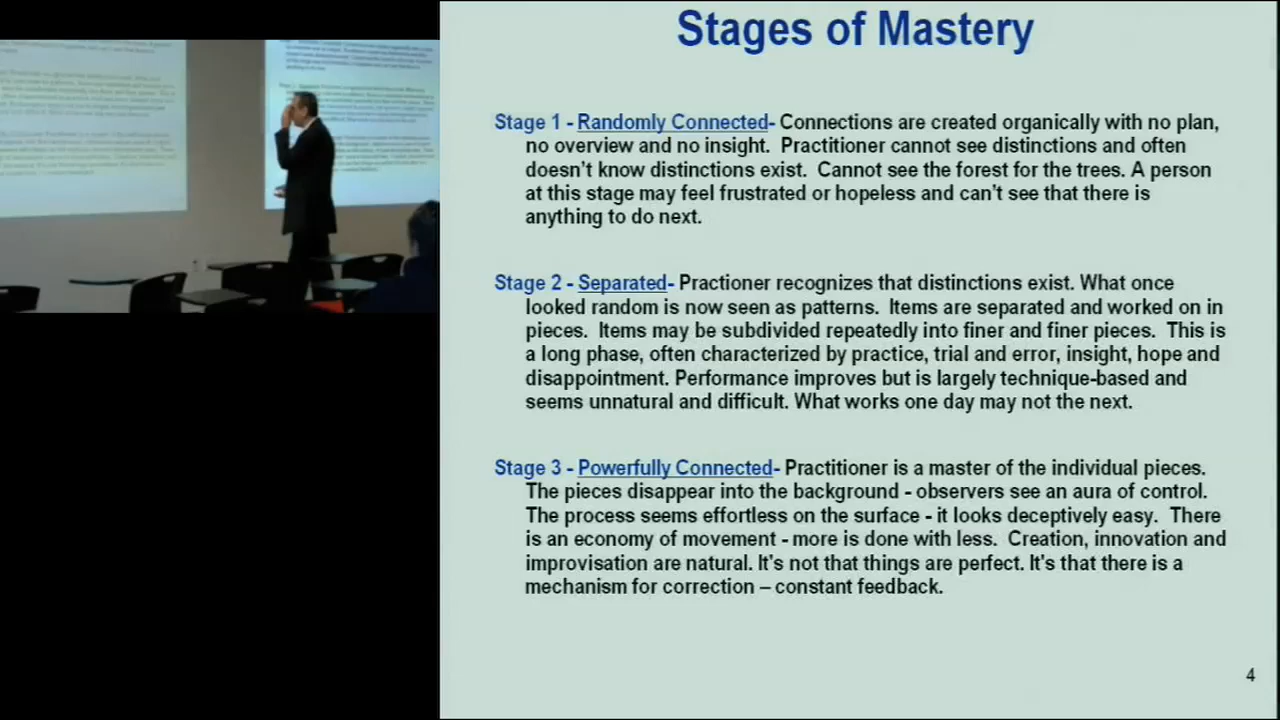 Stages of Mastery
Stage 1 - Randomly Connected- Connections are created organically with no plan,
no overview and no insight.  Practitioner cannot see distinctions and often
doesn't know distinctions exist.  Cannot see the forest for the trees. A person
at this stage may feel frustrated or hopeless and can't see that there is
anything to do next.
Stage 2 - Separated- Practioner recognizes that distinctions exist. What once
looked random is now seen as patterns.  Items are separated and worked on in
pieces.  Items may be subdivided repeatedly into finer and finer pieces.  This is
a long phase, often characterized by practice, trial and error, insight, hope and
disappointment. Performance improves but is largely technique-based and
seems unnatural and difficult. What works one day may not the next.
Stage 3 - Powerfully Connected- Practitioner is a master of the individual pieces.
The pieces disappear into the background - observers see an aura of control.
The process seems effortless on the surface - it looks deceptively easy.  There
is an economy of movement - more is done with less.  Creation, innovation and
improvisation are natural. It's not that things are perfect. It's that there is a
mechanism for correction – constant feedback.
4